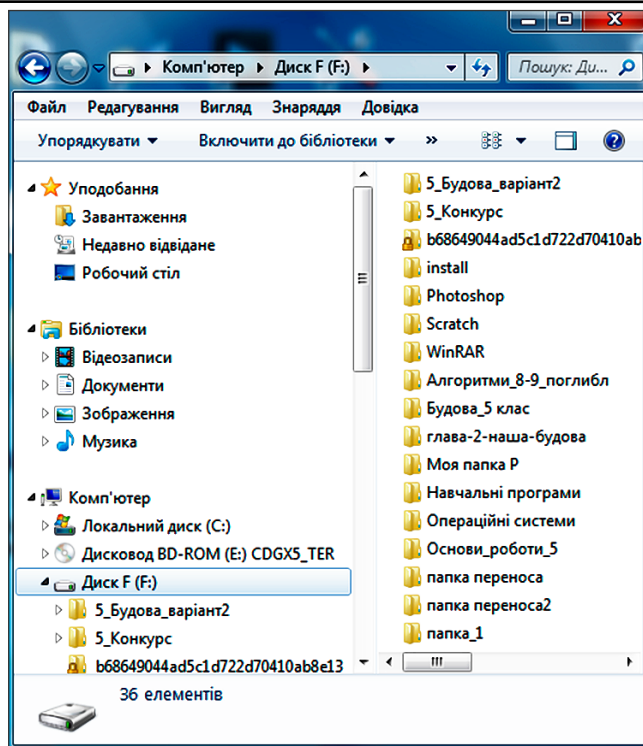 Комп'ютер Диск F (F:) Пошук: Ди...
Файл Редагування Вигляд Знаряддя Довідка
Упорядкувати Включити до бібліотеки »
Уподобання
Завантаження
Недавно відвідане
Робочий стіл
Бібліотеки
Відеозаписи
Документи
Зображення
Музика
Комп'ютер
Локальний диск (C:)
Дисковод BD-ROM (E:) CDGX5_TER
Диск F (F:)
5_Будова_варіант2
5_Конкурс
b68649044ad5c1d722d70410ab8e13
5_Будова_варіант2
5_Конкурс
b68649044ad5c1d722d70410ab
install
Photoshop
Scratch
WinRAR
Алгоритми_8-9_поглибл
Будова_5 клас
глава-2-наша-будова
Моя папка Р
Навчальні програми
Операційні системи
Основи_роботи_5
папка переноса
папка переноса2
папка_1
36 елементів